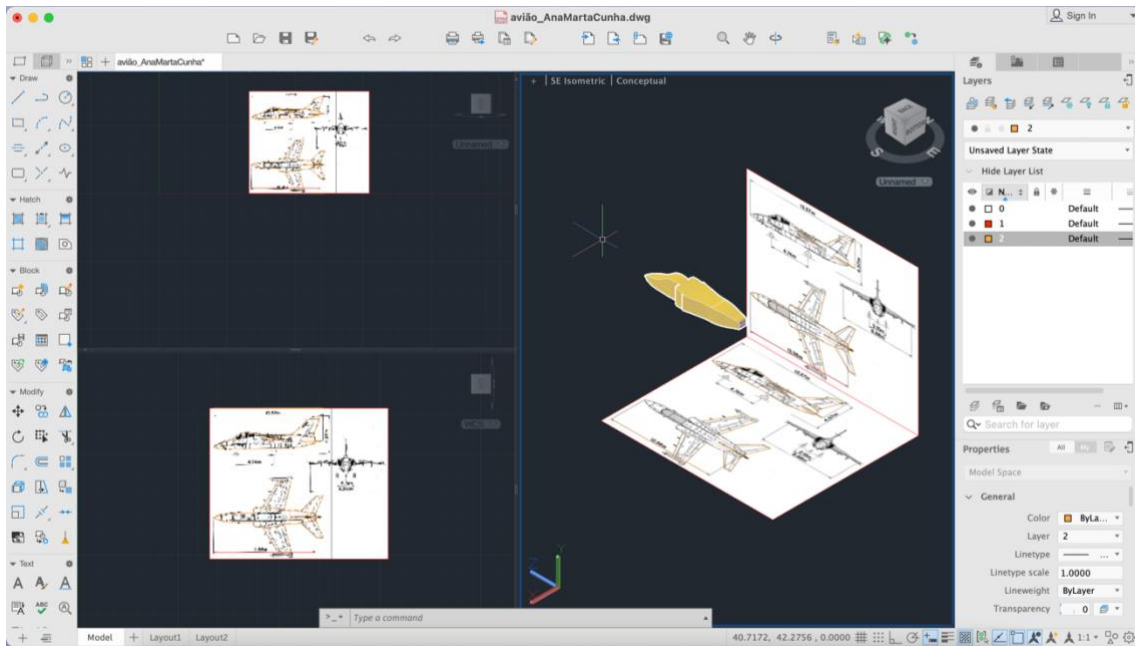 avião_AnaMartaCunha.dwg
Sign In
avião_AnaMartaCunha*
Draw
Hatch
Block
Modify
Text
Unnamed
WCS
+ | SE Isometric | Conceptual
Unnamed
Layers
2
Unsaved Layer State
Hide Layer List
N...
0 Default
1 Default
2 Default
Search for layer
Properties
All
Model Space
General
Color ByLa...
Layer 2
Linetype ...
Linetype scale 1.0000
Lineweight ByLayer
Transparency 0
Type a command
Model + Layout1 Layout2
40.7172, 42.2756 , 0.0000
1:1